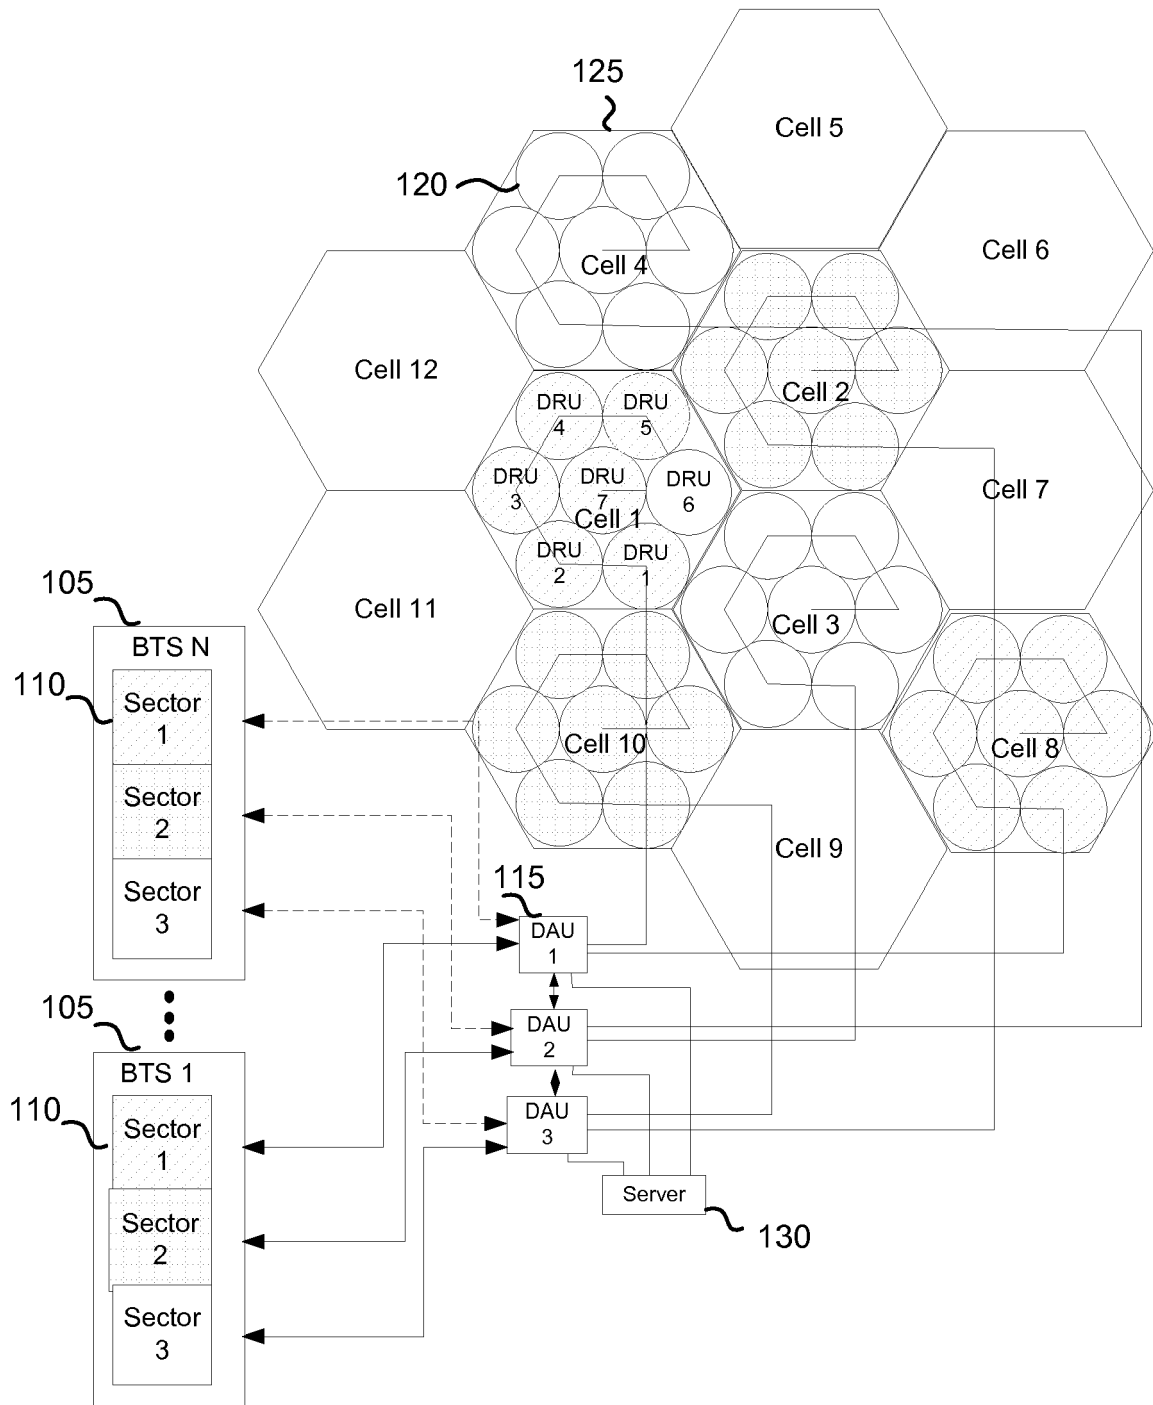 125
Cell 5
120
Cell 6
Cell 4
Cell 12
Cell 2
DRU
4
DRU
5
DRU
3
DRU
7
DRU
6
Cell 7
Cell 1
DRU
2
DRU
1
105
Cell 11
Cell 3
BTS N
110
Sector
1
Cell 10
Cell 8
Sector
2
Cell 9
115
Sector
3
DAU
1
105
DAU
2
BTS 1
110
DAU
3
Sector
1
Server
130
Sector
2
Sector
3